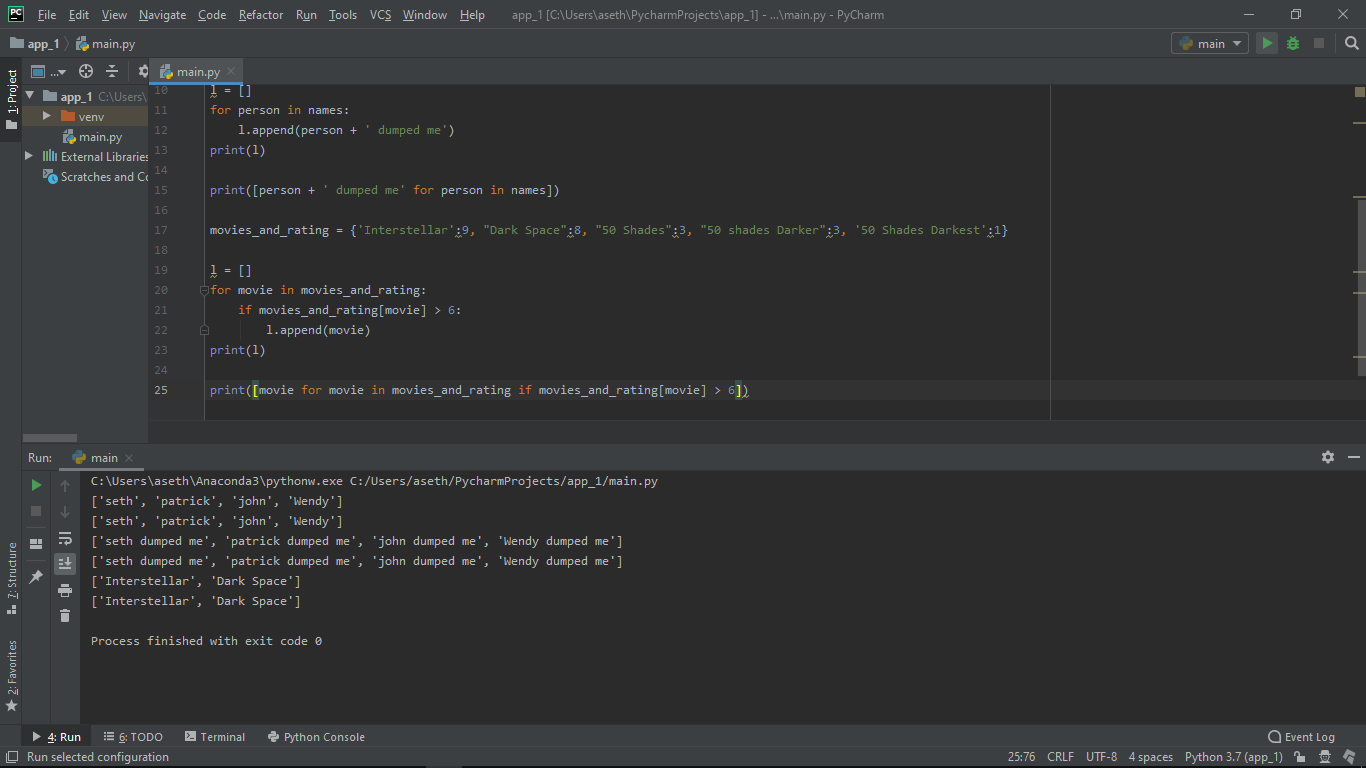 File Edit View Navigate Code Refactor Run Tools VCS Window Help app_1 [C:\Users\aseth\PycharmProjects\app_1] - ...\main.py - PyCharm
app_1 main.py main
1: Project
... main.py
app_1 C:\Users\
venv
main.py
External Libraries
Scratches and Co
10 l = []
11 for person in names:
12 l.append(person + ' dumped me')
13 print(l)
14
15 print([person + ' dumped me' for person in names])
16
17 movies_and_rating = {'Interstellar':9, "Dark Space":8, "50 Shades":3, "50 shades Darker":3, '50 Shades Darkest':1}
18
19 l = []
20 for movie in movies_and_rating:
21 if movies_and_rating[movie] > 6:
22 l.append(movie)
23 print(l)
24
25 print([movie for movie in movies_and_rating if movies_and_rating[movie] > 6])
Run: main
C:\Users\aseth\Anaconda3\pythonw.exe C:/Users/aseth/PycharmProjects/app_1/main.py
['seth', 'patrick', 'john', 'Wendy']
['seth', 'patrick', 'john', 'Wendy']
['seth dumped me', 'patrick dumped me', 'john dumped me', 'Wendy dumped me']
['seth dumped me', 'patrick dumped me', 'john dumped me', 'Wendy dumped me']
['Interstellar', 'Dark Space']
['Interstellar', 'Dark Space']
Process finished with exit code 0
7: Structure
2: Favorites
4: Run 6: TODO Terminal Python Console Event Log
Run selected configuration 25:76 CRLF UTF-8 4 spaces Python 3.7 (app_1)